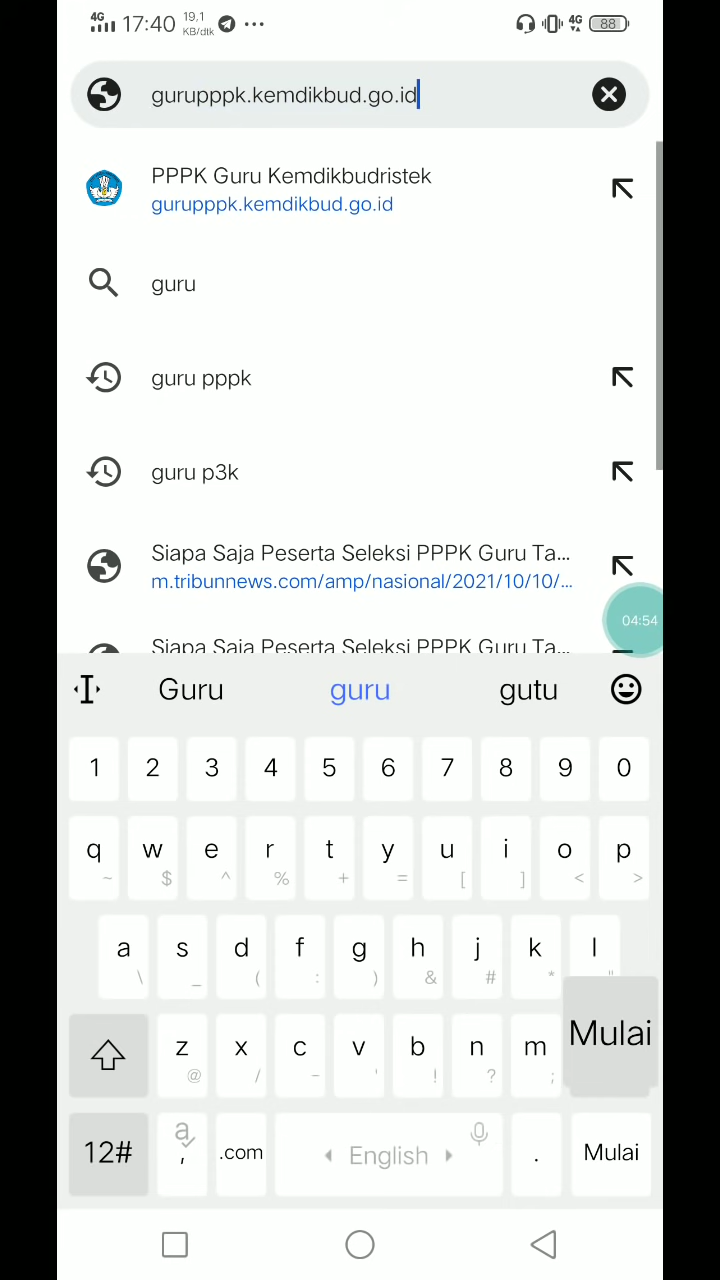 4G 17:40 19,1 KB/dtk ••• 4G 88
gurupppk.kemdikbud.go.id
PPPK Guru Kemdikbudristek
gurupppk.kemdikbud.go.id
guru
guru pppk
guru p3k
Siapa Saja Peserta Seleksi PPPK Guru Ta...
m.tribunnews.com/amp/nasional/2021/10/10/...
04:54
Siapa Saja Peserta Seleksi PPPK Guru Ta...
Guru guru gutu
1 2 3 4 5 6 7 8 9 0
q w e r t y u i o p
~ $ ^ % + = [ ] < >
a s d f g h j k l
\ _ ( : ) & # * "
Mulai
z x c v b n m
@ / - ' ! ? ;
12# a , .com English . Mulai